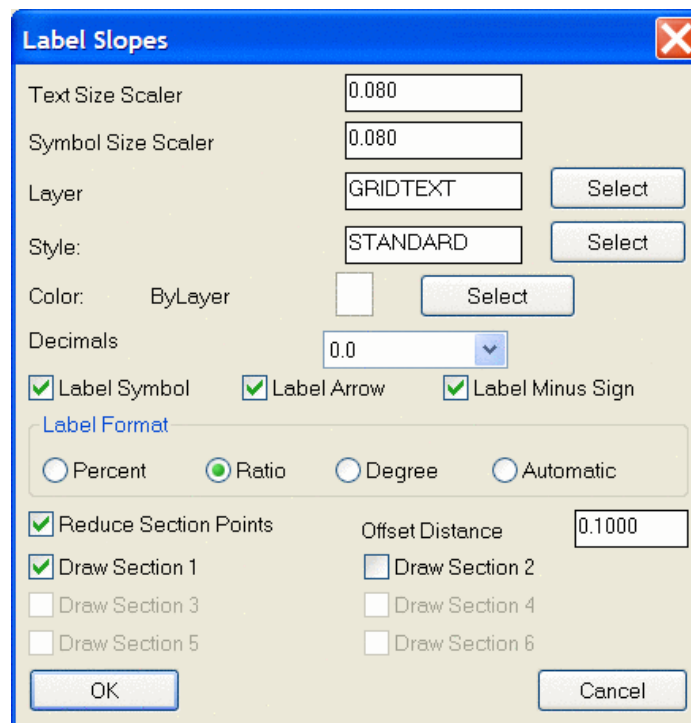 Label Slopes
Text Size Scaler 0.080
Symbol Size Scaler 0.080
Layer GRIDTEXT Select
Style: STANDARD Select
Color: ByLayer Select
Decimals 0.0
Label Symbol Label Arrow Label Minus Sign
Label Format
Percent Ratio Degree Automatic
Reduce Section Points Offset Distance 0.1000
Draw Section 1 Draw Section 2
Draw Section 3 Draw Section 4
Draw Section 5 Draw Section 6
OK Cancel